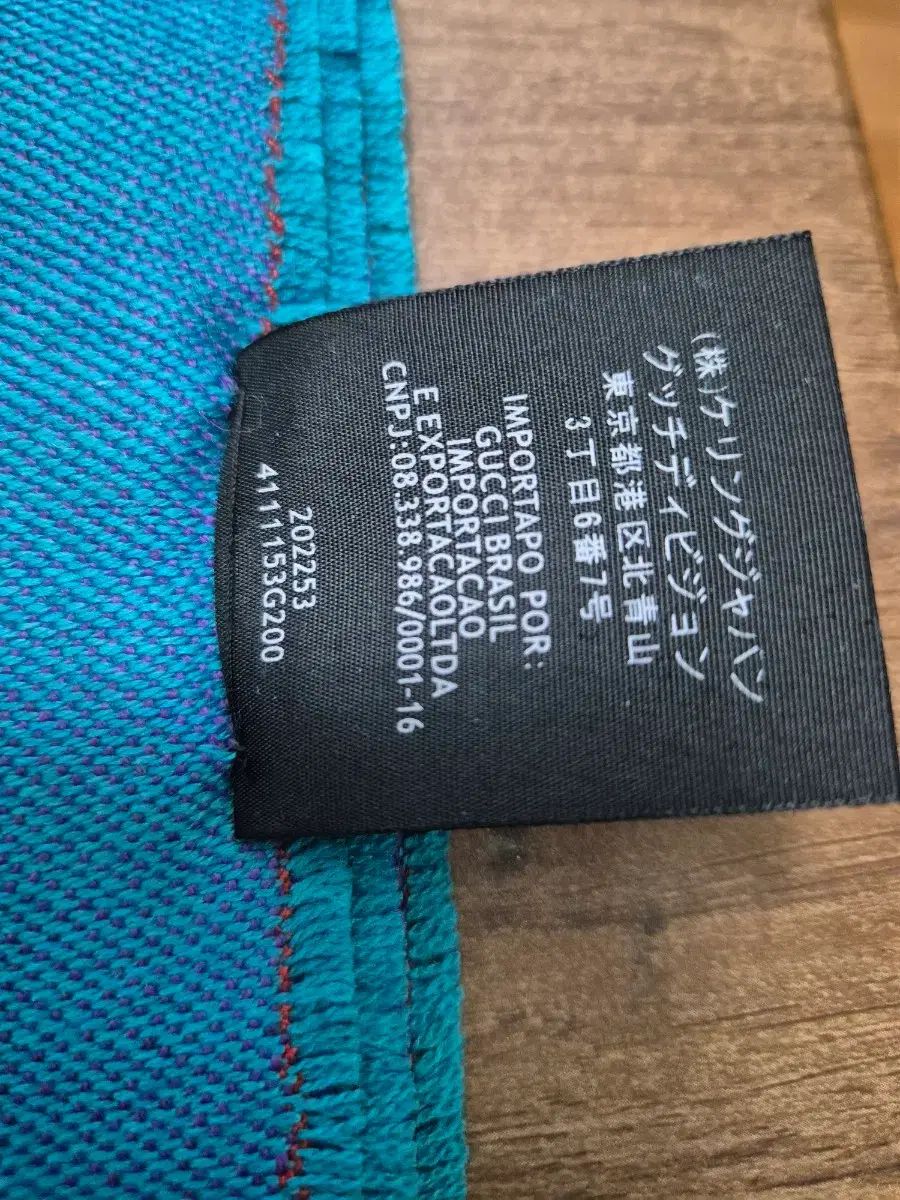 (株)ケリングジャパン
グッチディビジョン
東京都港区北青山
3丁目6番7号
IMPORTAPO POR:
GUCCI BRASIL
IMPORTACAO
E EXPORTACAOLTDA
CNPJ:08.338.986/0001-16
202253
4111153G200